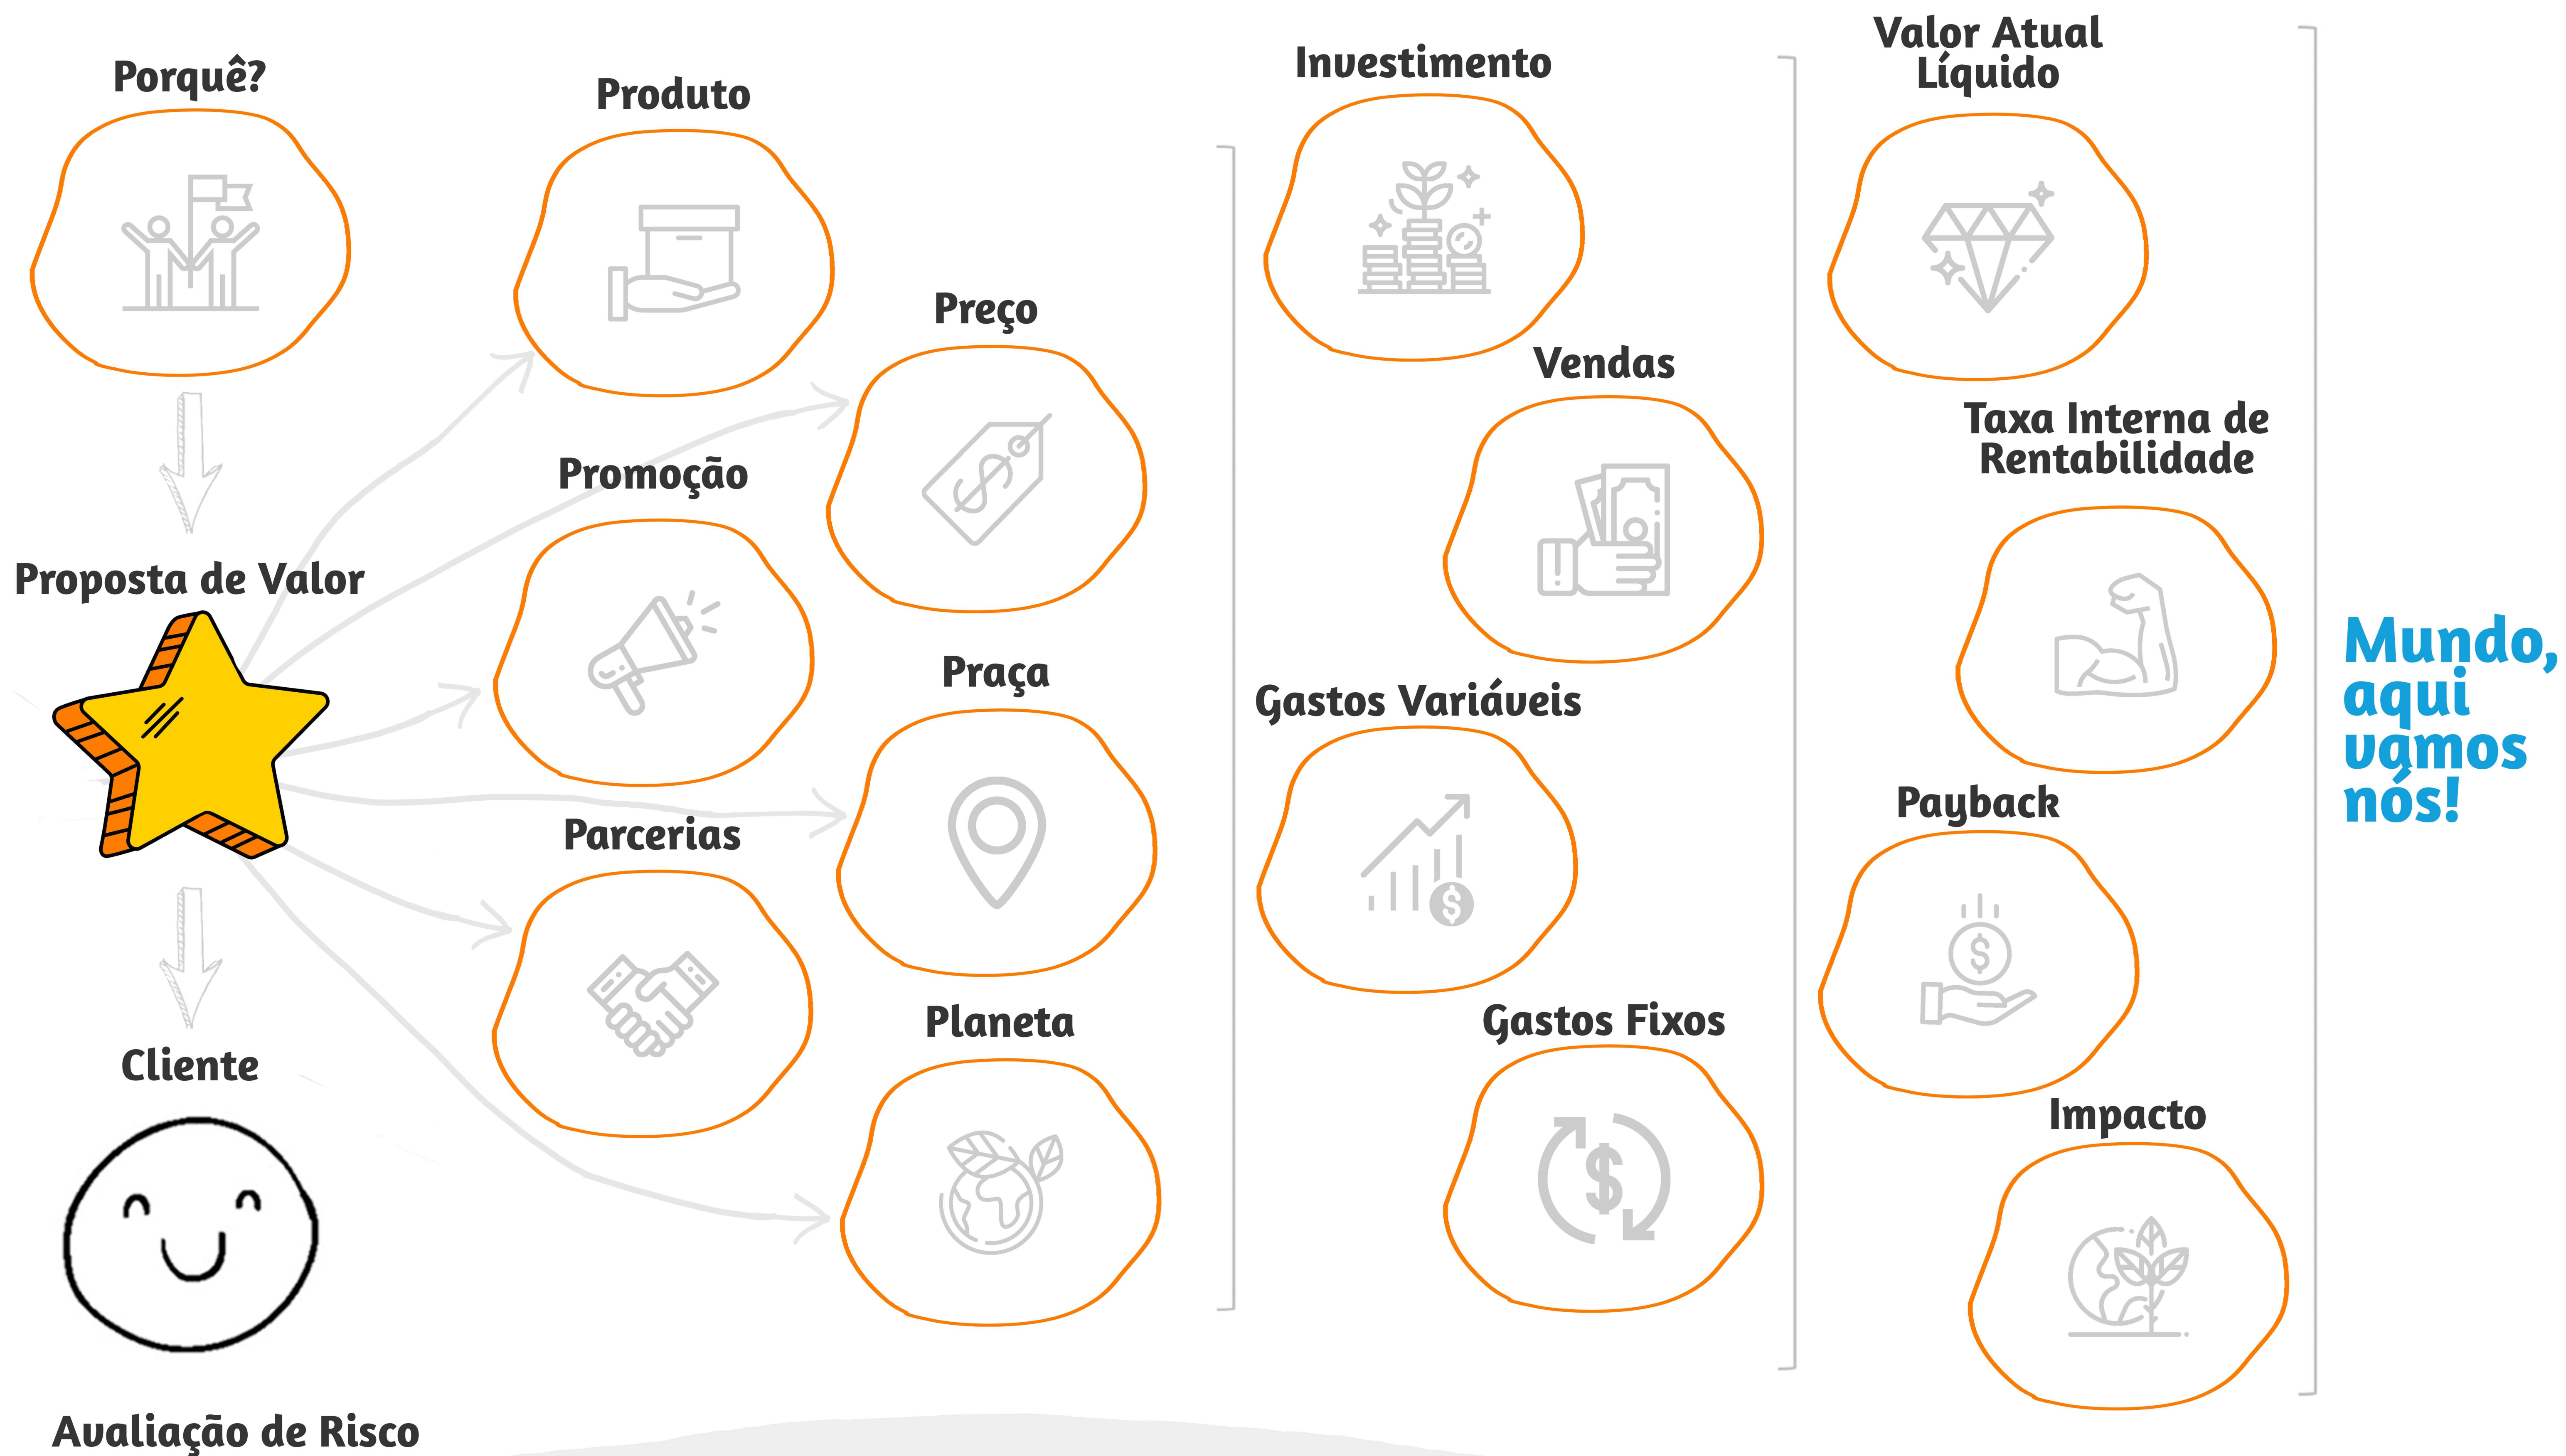 Porquê?
Proposta de Valor
Cliente
Avaliação de Risco
Produto
Preço
Promoção
Praça
Parcerias
Planeta
Investimento
Vendas
Gastos Variáveis
Gastos Fixos
Valor Atual
Líquido
Taxa Interna de
Rentabilidade
Payback
Impacto
Mundo,
aqui
vamos
nós!